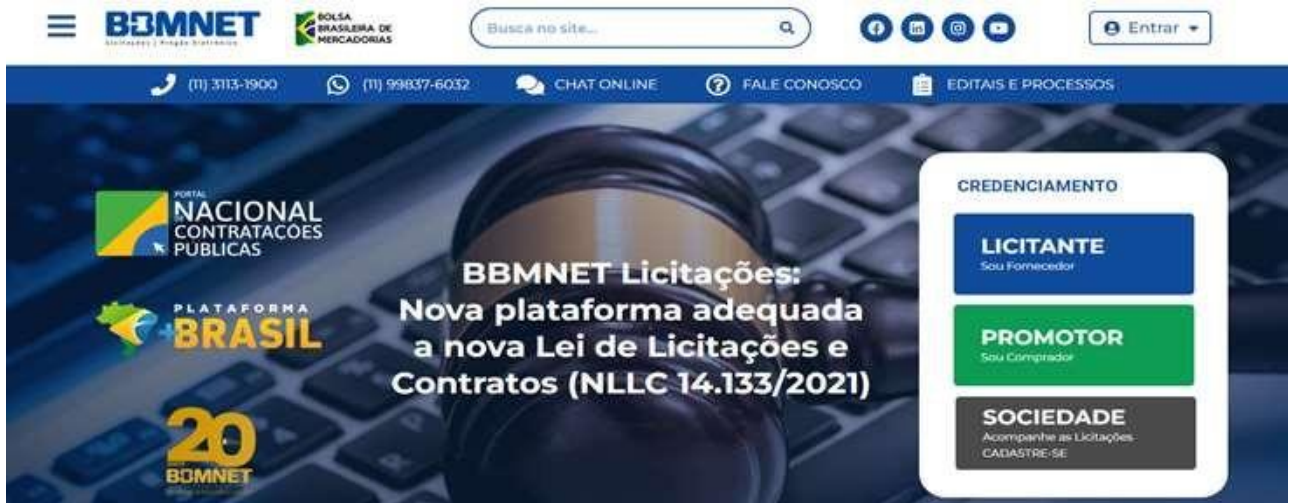 BBMNET
Licitações | Pregão Eletrônico
BOLSA
BRASILEIRA DE
MERCADORIAS
Busca no site...
Entrar
(11) 3113-1900
(11) 99837-6032
CHAT ONLINE
FALE CONOSCO
EDITAIS E PROCESSOS
PORTAL
NACIONAL
DE CONTRATAÇÕES
PÚBLICAS
PLATAFORMA
+BRASIL
20
BBMNET
BBMNET Licitações:
Nova plataforma adequada
a nova Lei de Licitações e
Contratos (NLLC 14.133/2021)
CREDENCIAMENTO
LICITANTE
Sou Fornecedor
PROMOTOR
Sou Comprador
SOCIEDADE
Acompanhe as Licitações
CADASTRE-SE